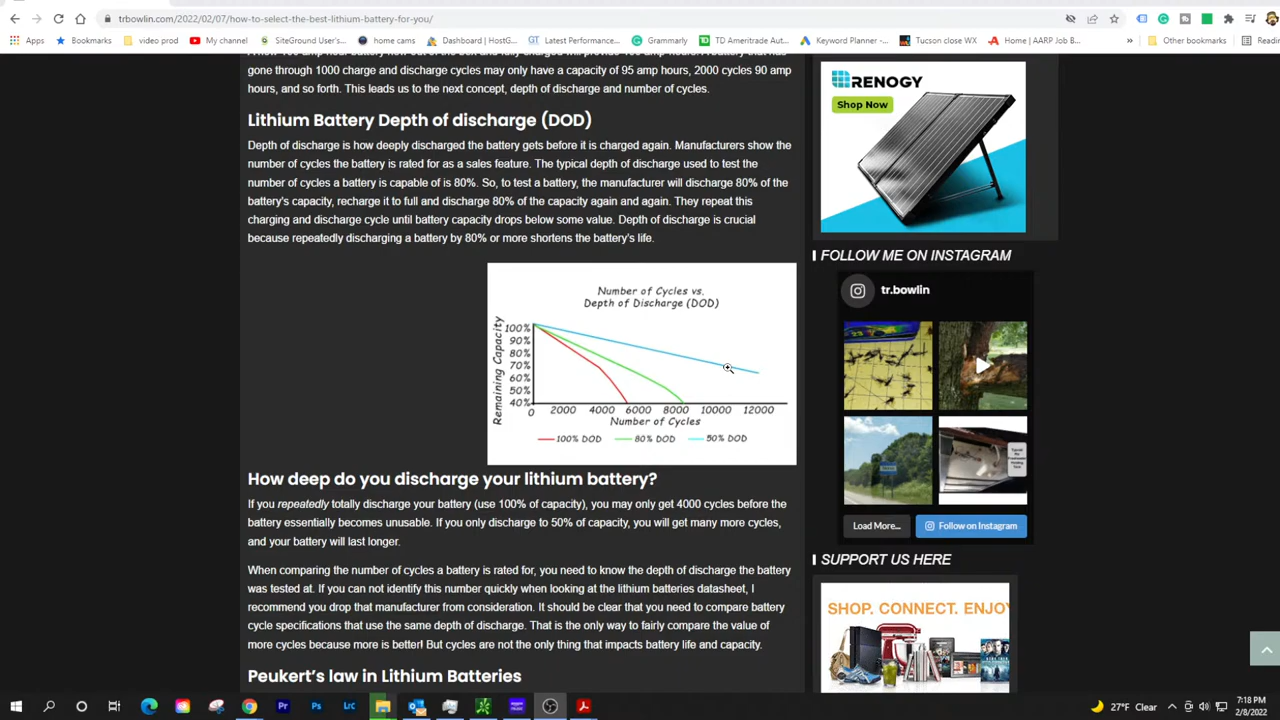 trbowlin.com/2022/02/07/how-to-select-the-best-lithium-battery-for-you/
Apps
Bookmarks
video prod
My channel
SiteGround User's...
home cams
Dashboard | HostG...
Latest Performance...
Grammarly
TD Ameritrade Aut...
Keyword Planner -...
Tucson close WX
Home | AARP Job B...
»
Other bookmarks
gone through 1000 charge and discharge cycles may only have a capacity of 95 amp hours, 2000 cycles 90 amp
hours, and so forth. This leads us to the next concept, depth of discharge and number of cycles.
Lithium Battery Depth of discharge (DOD)
Depth of discharge is how deeply discharged the battery gets before it is charged again. Manufacturers show the
number of cycles the battery is rated for as a sales feature. The typical depth of discharge used to test the
number of cycles a battery is capable of is 80%. So, to test a battery, the manufacturer will discharge 80% of the
battery's capacity, recharge it to full and discharge 80% of the capacity again and again. They repeat this
charging and discharge cycle until battery capacity drops below some value. Depth of discharge is crucial
because repeatedly discharging a battery by 80% or more shortens the battery's life.
Number of Cycles vs.
Depth of Discharge (DOD)
Remaining Capacity
100%
90%
80%
70%
60%
50%
40%
0 2000 4000 6000 8000 10000 12000
Number of Cycles
100% DOD 80% DOD 50% DOD
How deep do you discharge your lithium battery?
If you repeatedly totally discharge your battery (use 100% of capacity), you may only get 4000 cycles before the
battery essentially becomes unusable. If you only discharge to 50% of capacity, you will get many more cycles,
and your battery will last longer.
When comparing the number of cycles a battery is rated for, you need to know the depth of discharge the battery
was tested at. If you can not identify this number quickly when looking at the lithium batteries datasheet, I
recommend you drop that manufacturer from consideration. It should be clear that you need to compare battery
cycle specifications that use the same depth of discharge. That is the only way to fairly compare the value of
more cycles because more is better! But cycles are not the only thing that impacts battery life and capacity.
Peukert's law in Lithium Batteries
RENOGY
Shop Now
FOLLOW ME ON INSTAGRAM
tr.bowlin
Load More...
Follow on Instagram
SUPPORT US HERE
SHOP. CONNECT. ENJOY
27°F Clear
7:18 PM
2/8/2022